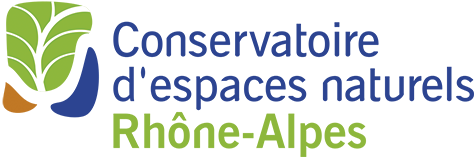 Conservatoire
d'espaces naturels
Rhône-Alpes